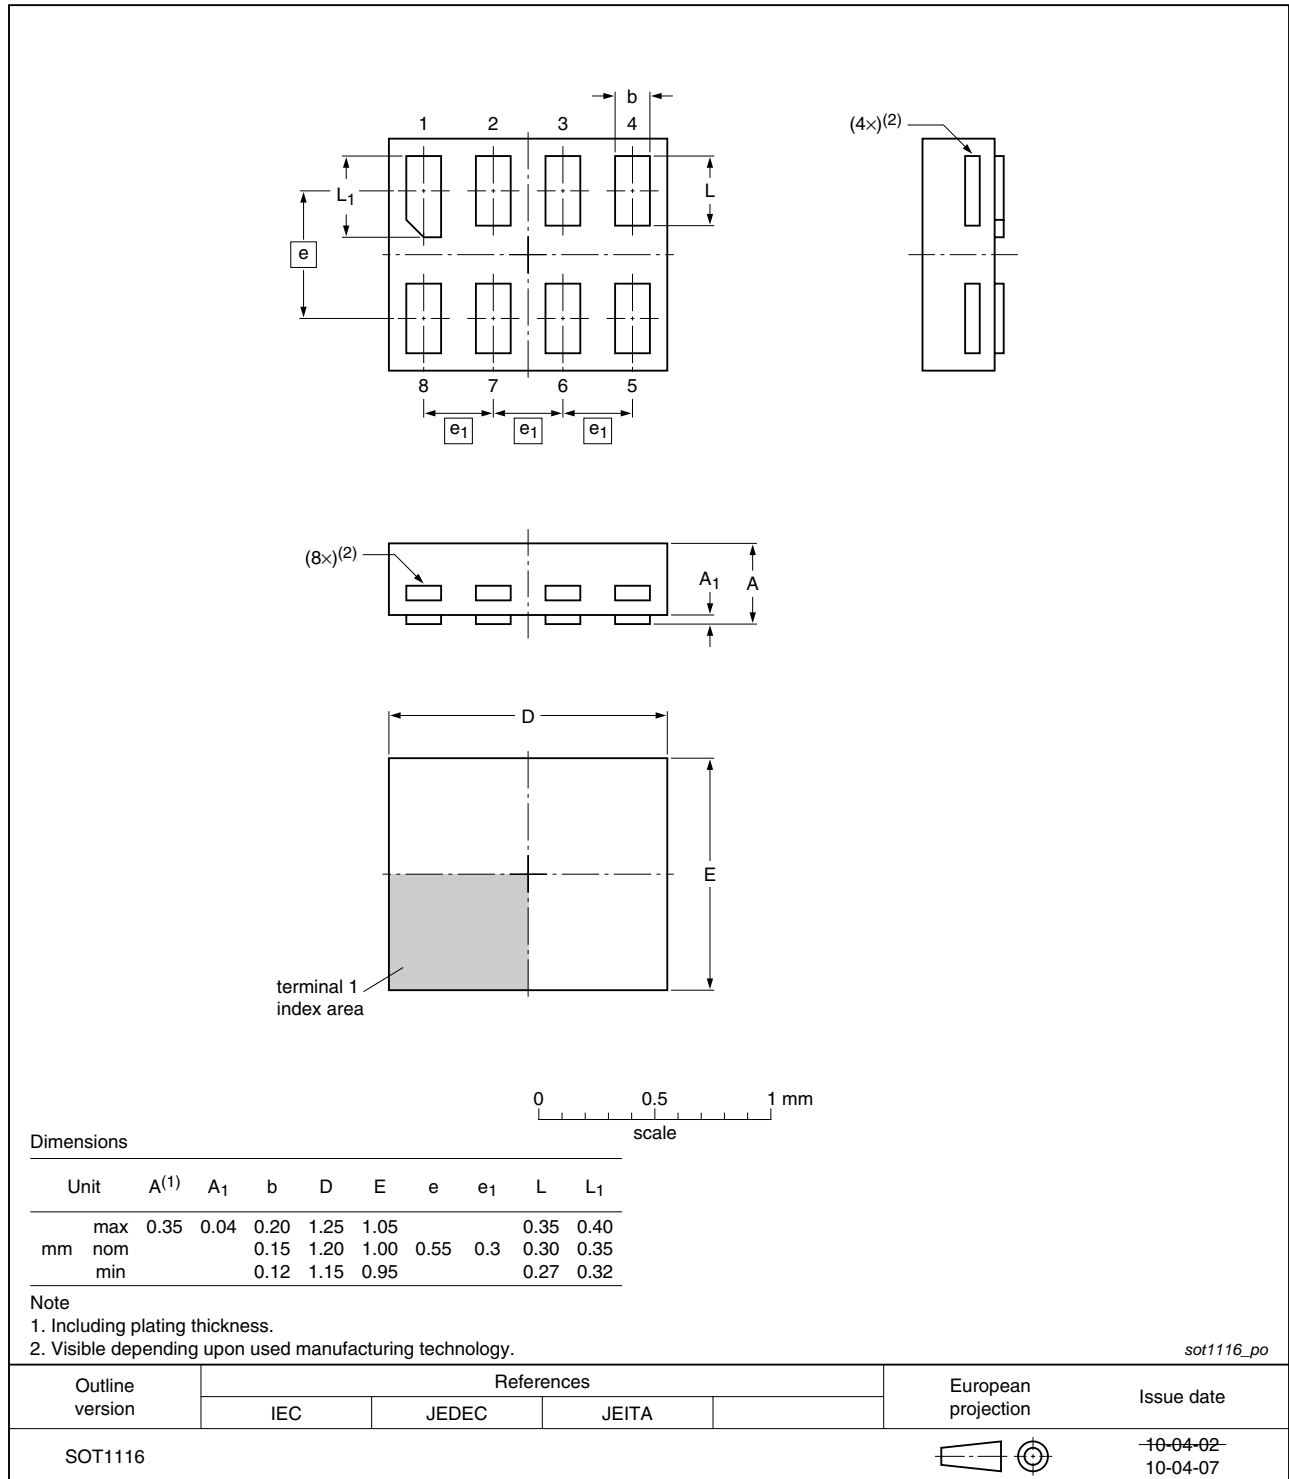 b
1 2 3 4
(4×)(2)
L1
L
e
8 7 6 5
e1 e1 e1
(8×)(2)
A1 A
D
E
terminal 1
index area
0 0.5 1 mm
scale
Dimensions
Unit A(1) A1 b D E e e1 L L1
max 0.35 0.04 0.20 1.25 1.05 0.35 0.40
mm nom 0.15 1.20 1.00 0.55 0.3 0.30 0.35
min 0.12 1.15 0.95 0.27 0.32
Note
1. Including plating thickness.
2. Visible depending upon used manufacturing technology.
sot1116_po
Outline
version
References
IEC JEDEC JEITA
European
projection
Issue date
SOT1116
10-04-02
10-04-07